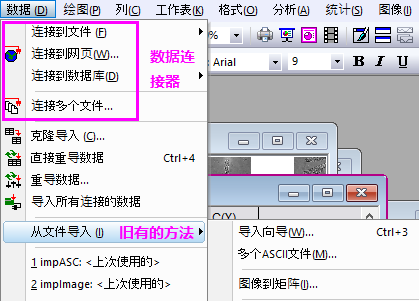 数据(D) 绘图(P) 列(C) 工作表(K) 格式(O) 分析(A) 统计(S) 图像(I)
连接到文件 (F)
连接到网页(W)...
连接到数据库(D)
连接多个文件...
数据连
接器
Arial 9 B I U
克隆导入 (C)...
直接重导数据 Ctrl+4
重导数据...
导入所有连接的数据
从文件导入 (I) 旧有的方法
1 impASC: <上次使用的>
2 impImage: <上次使用的>
C(X)
导入向导(W)... Ctrl+3
多个ASCII文件(M)...
图像到矩阵(I)...